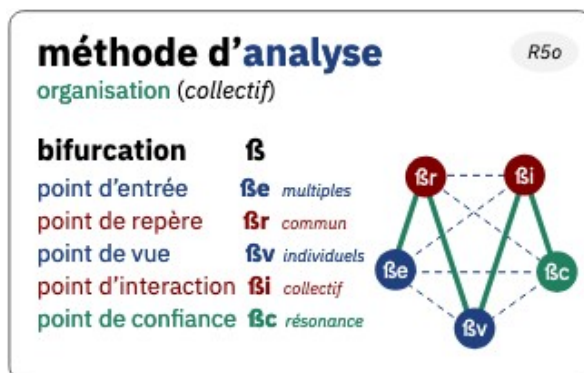 méthode d'analyse
R5o
organisation (collectif)
bifurcation ß
point d'entrée ße multiples
point de repère ßr commun
point de vue ßv individuels
point d'interaction ßi collectif
point de confiance ßc résonance
ßr
ßi
ße
ßc
ßv